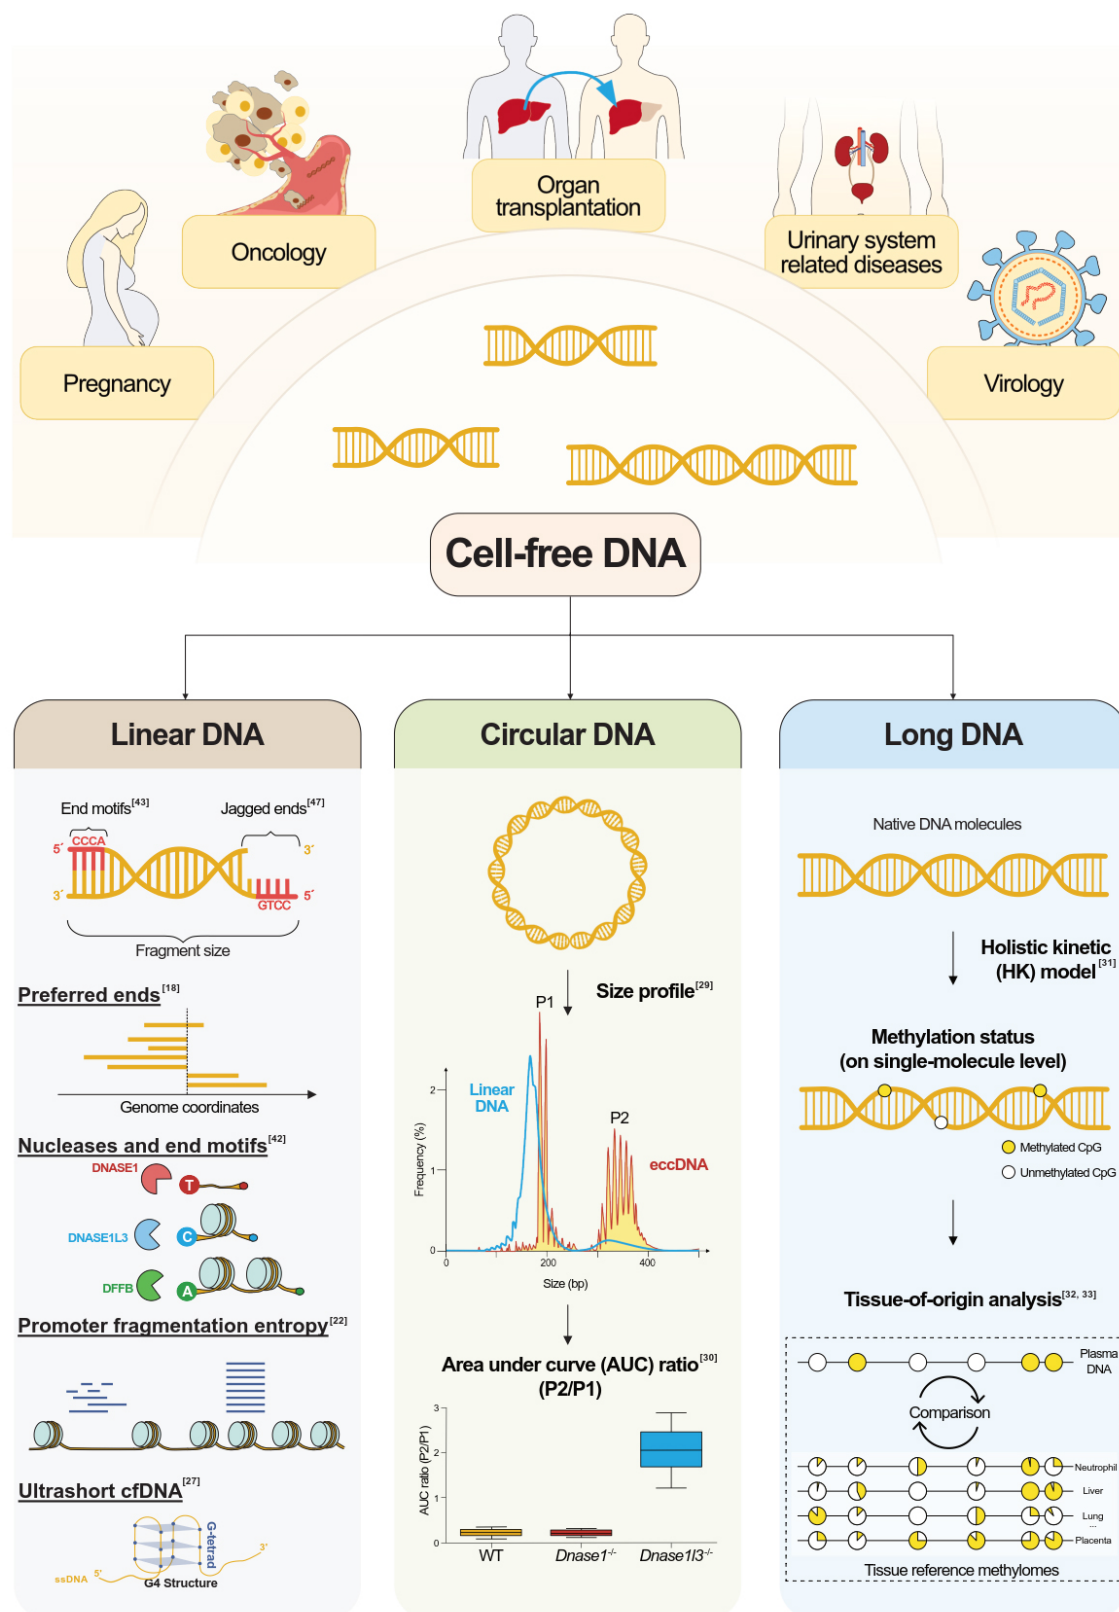 Organ
transplantation
Oncology
Urinary system
related diseases
Pregnancy
Virology
Cell-free DNA
Linear DNA
End motifs[43]
Jagged ends[47]
5´ CCCA 3´
3´ GTCC 5´
Fragment size
Preferred ends[18]
Genome coordinates
Nucleases and end motifs[42]
DNASE1
T
DNASE1L3
C
DFFB
A
Promoter fragmentation entropy[22]
Ultrashort cfDNA[27]
G-tetrad
3´
5´
ssDNA
G4 Structure
Circular DNA
Size profile[29]
P1
Linear
DNA
P2
eccDNA
Frequency (%)
2
1
0
0 200 400
Size (bp)
Area under curve (AUC) ratio[30]
(P2/P1)
AUC ratio (P2/P1)
3
2
1
0
WT Dnase1-/- Dnase1l3-/-
Long DNA
Native DNA molecules
Holistic kinetic
(HK) model[31]
Methylation status
(on single-molecule level)
Methylated CpG
Unmethylated CpG
Tissue-of-origin analysis[32, 33]
Plasma
DNA
Comparison
Neutrophil
Liver
Lung
...
Placenta
Tissue reference methylomes